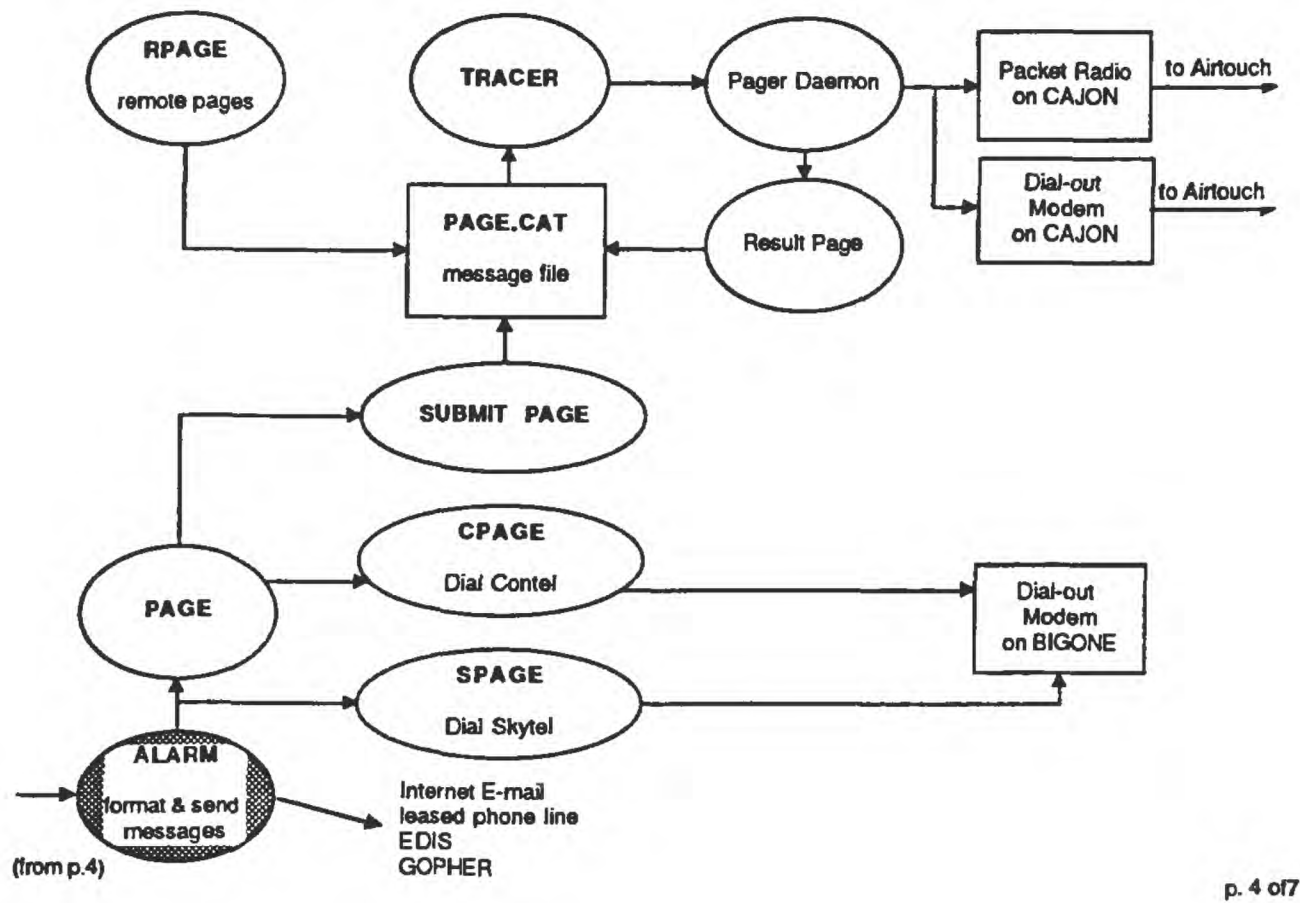 RPAGE
remote pages
TRACER
Pager Daemon
Packet Radio
on CAJON
to Airtouch
Dial-out
Modem
on CAJON
to Airtouch
PAGE.CAT
message file
Result Page
SUBMIT PAGE
CPAGE
Dial Contel
PAGE
Dial-out
Modem
on BIGONE
SPAGE
Dial Skytel
ALARM
format & send
messages
Internet E-mail
leased phone line
EDIS
GOPHER
(from p.4)
p. 4 of7